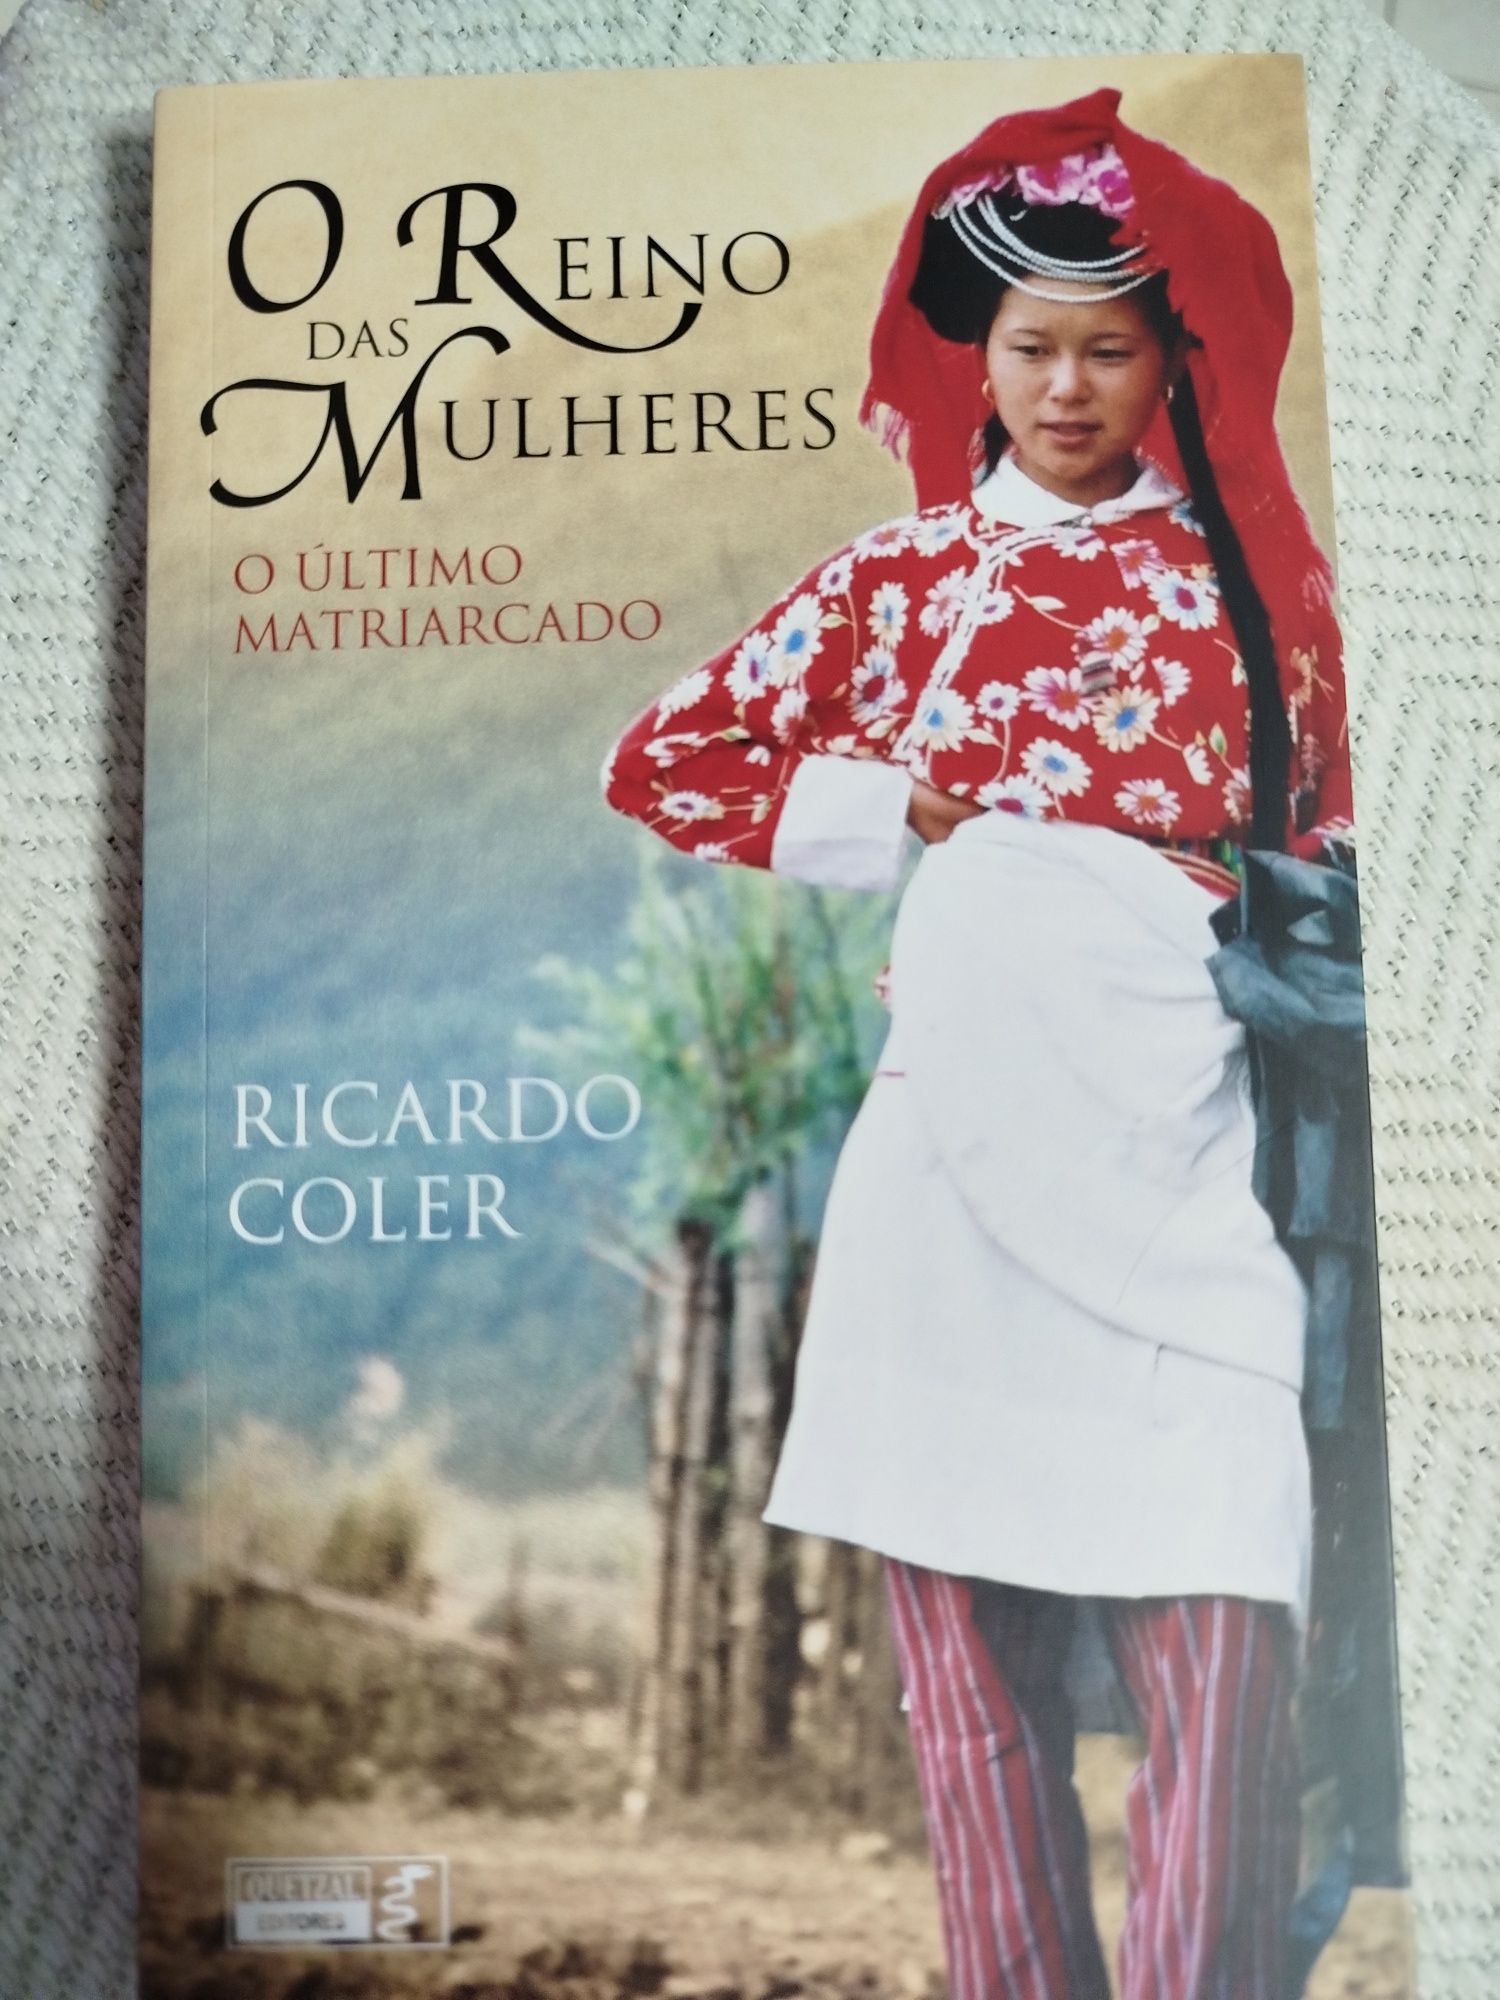 O REINO
DAS
MULHERES
O ÚLTIMO
MATRIARCADO
RICARDO
COLER
QUETZAL
EDITORES